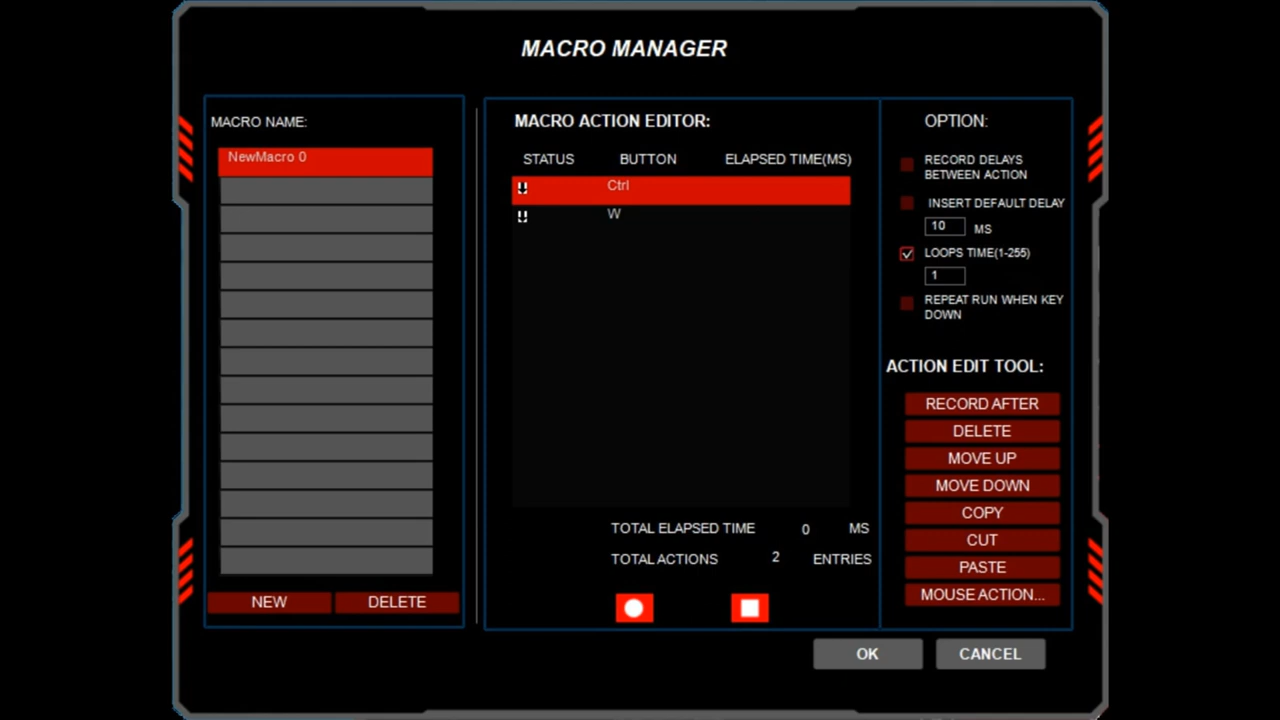 MACRO MANAGER
MACRO NAME:
NewMacro 0
NEW
DELETE
MACRO ACTION EDITOR:
STATUS BUTTON ELAPSED TIME(MS)
Ctrl
W
TOTAL ELAPSED TIME 0 MS
TOTAL ACTIONS 2 ENTRIES
OPTION:
RECORD DELAYS
BETWEEN ACTION
INSERT DEFAULT DELAY
10 MS
LOOPS TIME(1-255)
1
REPEAT RUN WHEN KEY
DOWN
ACTION EDIT TOOL:
RECORD AFTER
DELETE
MOVE UP
MOVE DOWN
COPY
CUT
PASTE
MOUSE ACTION...
OK
CANCEL